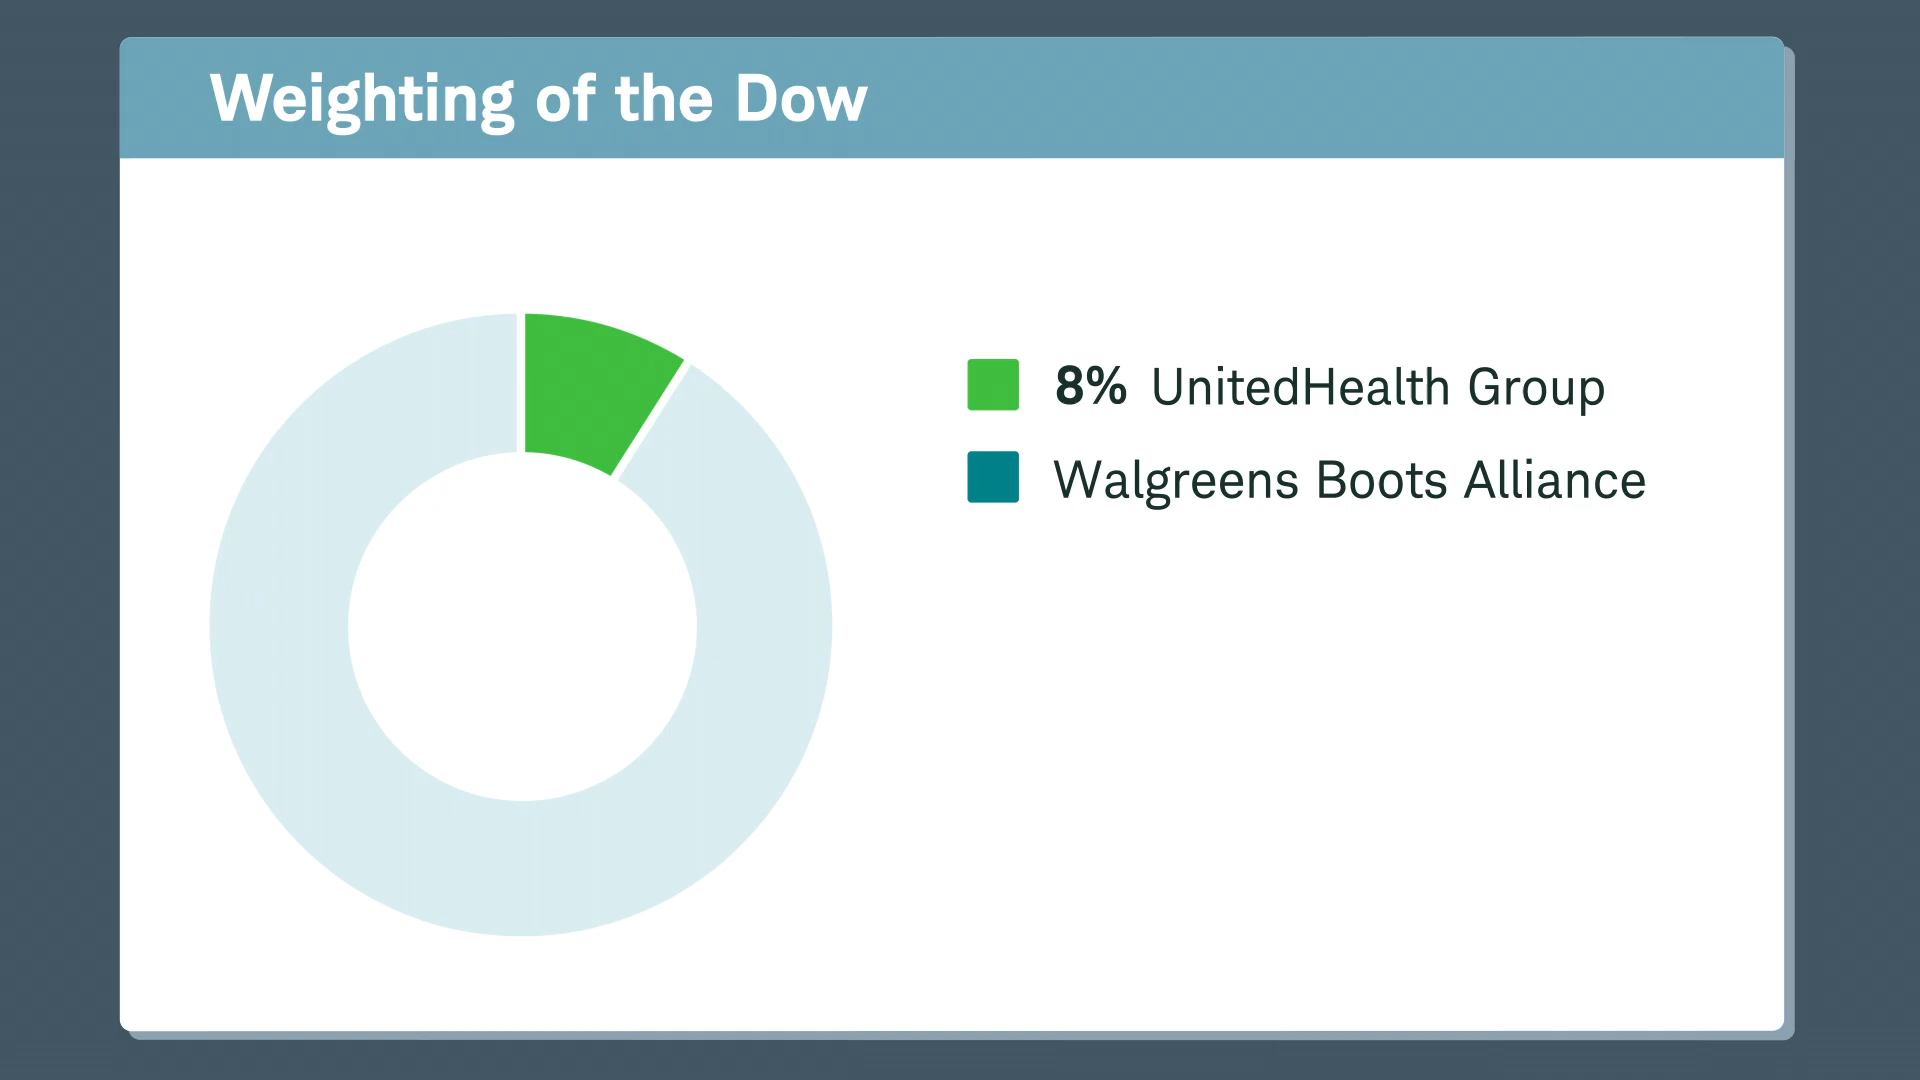 Weighting of the Dow
8% UnitedHealth Group
Walgreens Boots Alliance